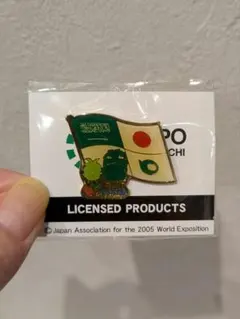 PO
CHI
LICENSED PRODUCTS
© Japan Association for the 2005 World Exposition